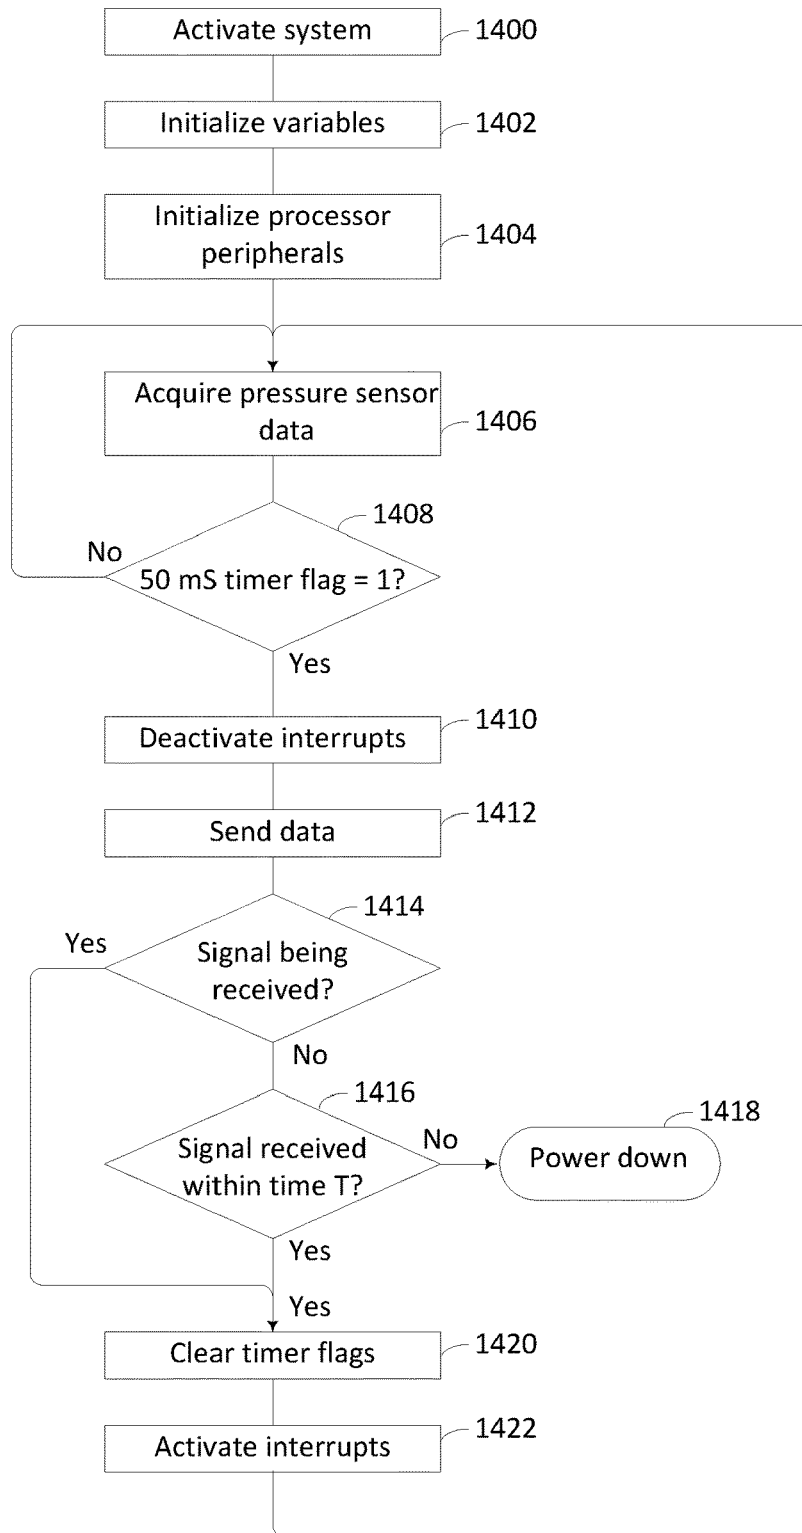 Activate system
1400
Initialize variables
1402
Initialize processor
peripherals
1404
Acquire pressure sensor
data
1406
1408
No
50 mS timer flag = 1?
Yes
1410
Deactivate interrupts
1412
Send data
1414
Yes
Signal being
received?
No
1416
Signal received
within time T?
No
1418
Power down
Yes
Yes
Clear timer flags
1420
Activate interrupts
1422